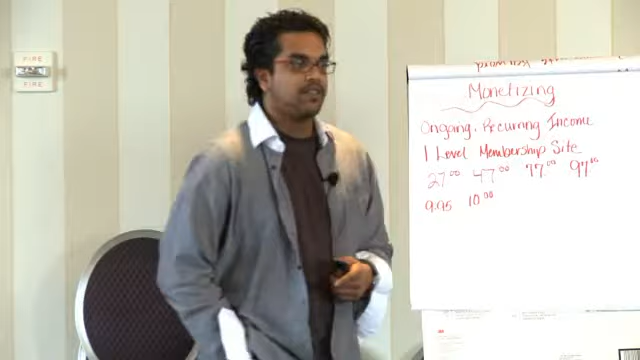 FIRE
FIRE
Monetizing
Ongoing, Recurring Income
1 Level Membership Site
27.00 47.00 77.00 97.00
9.95 10.00